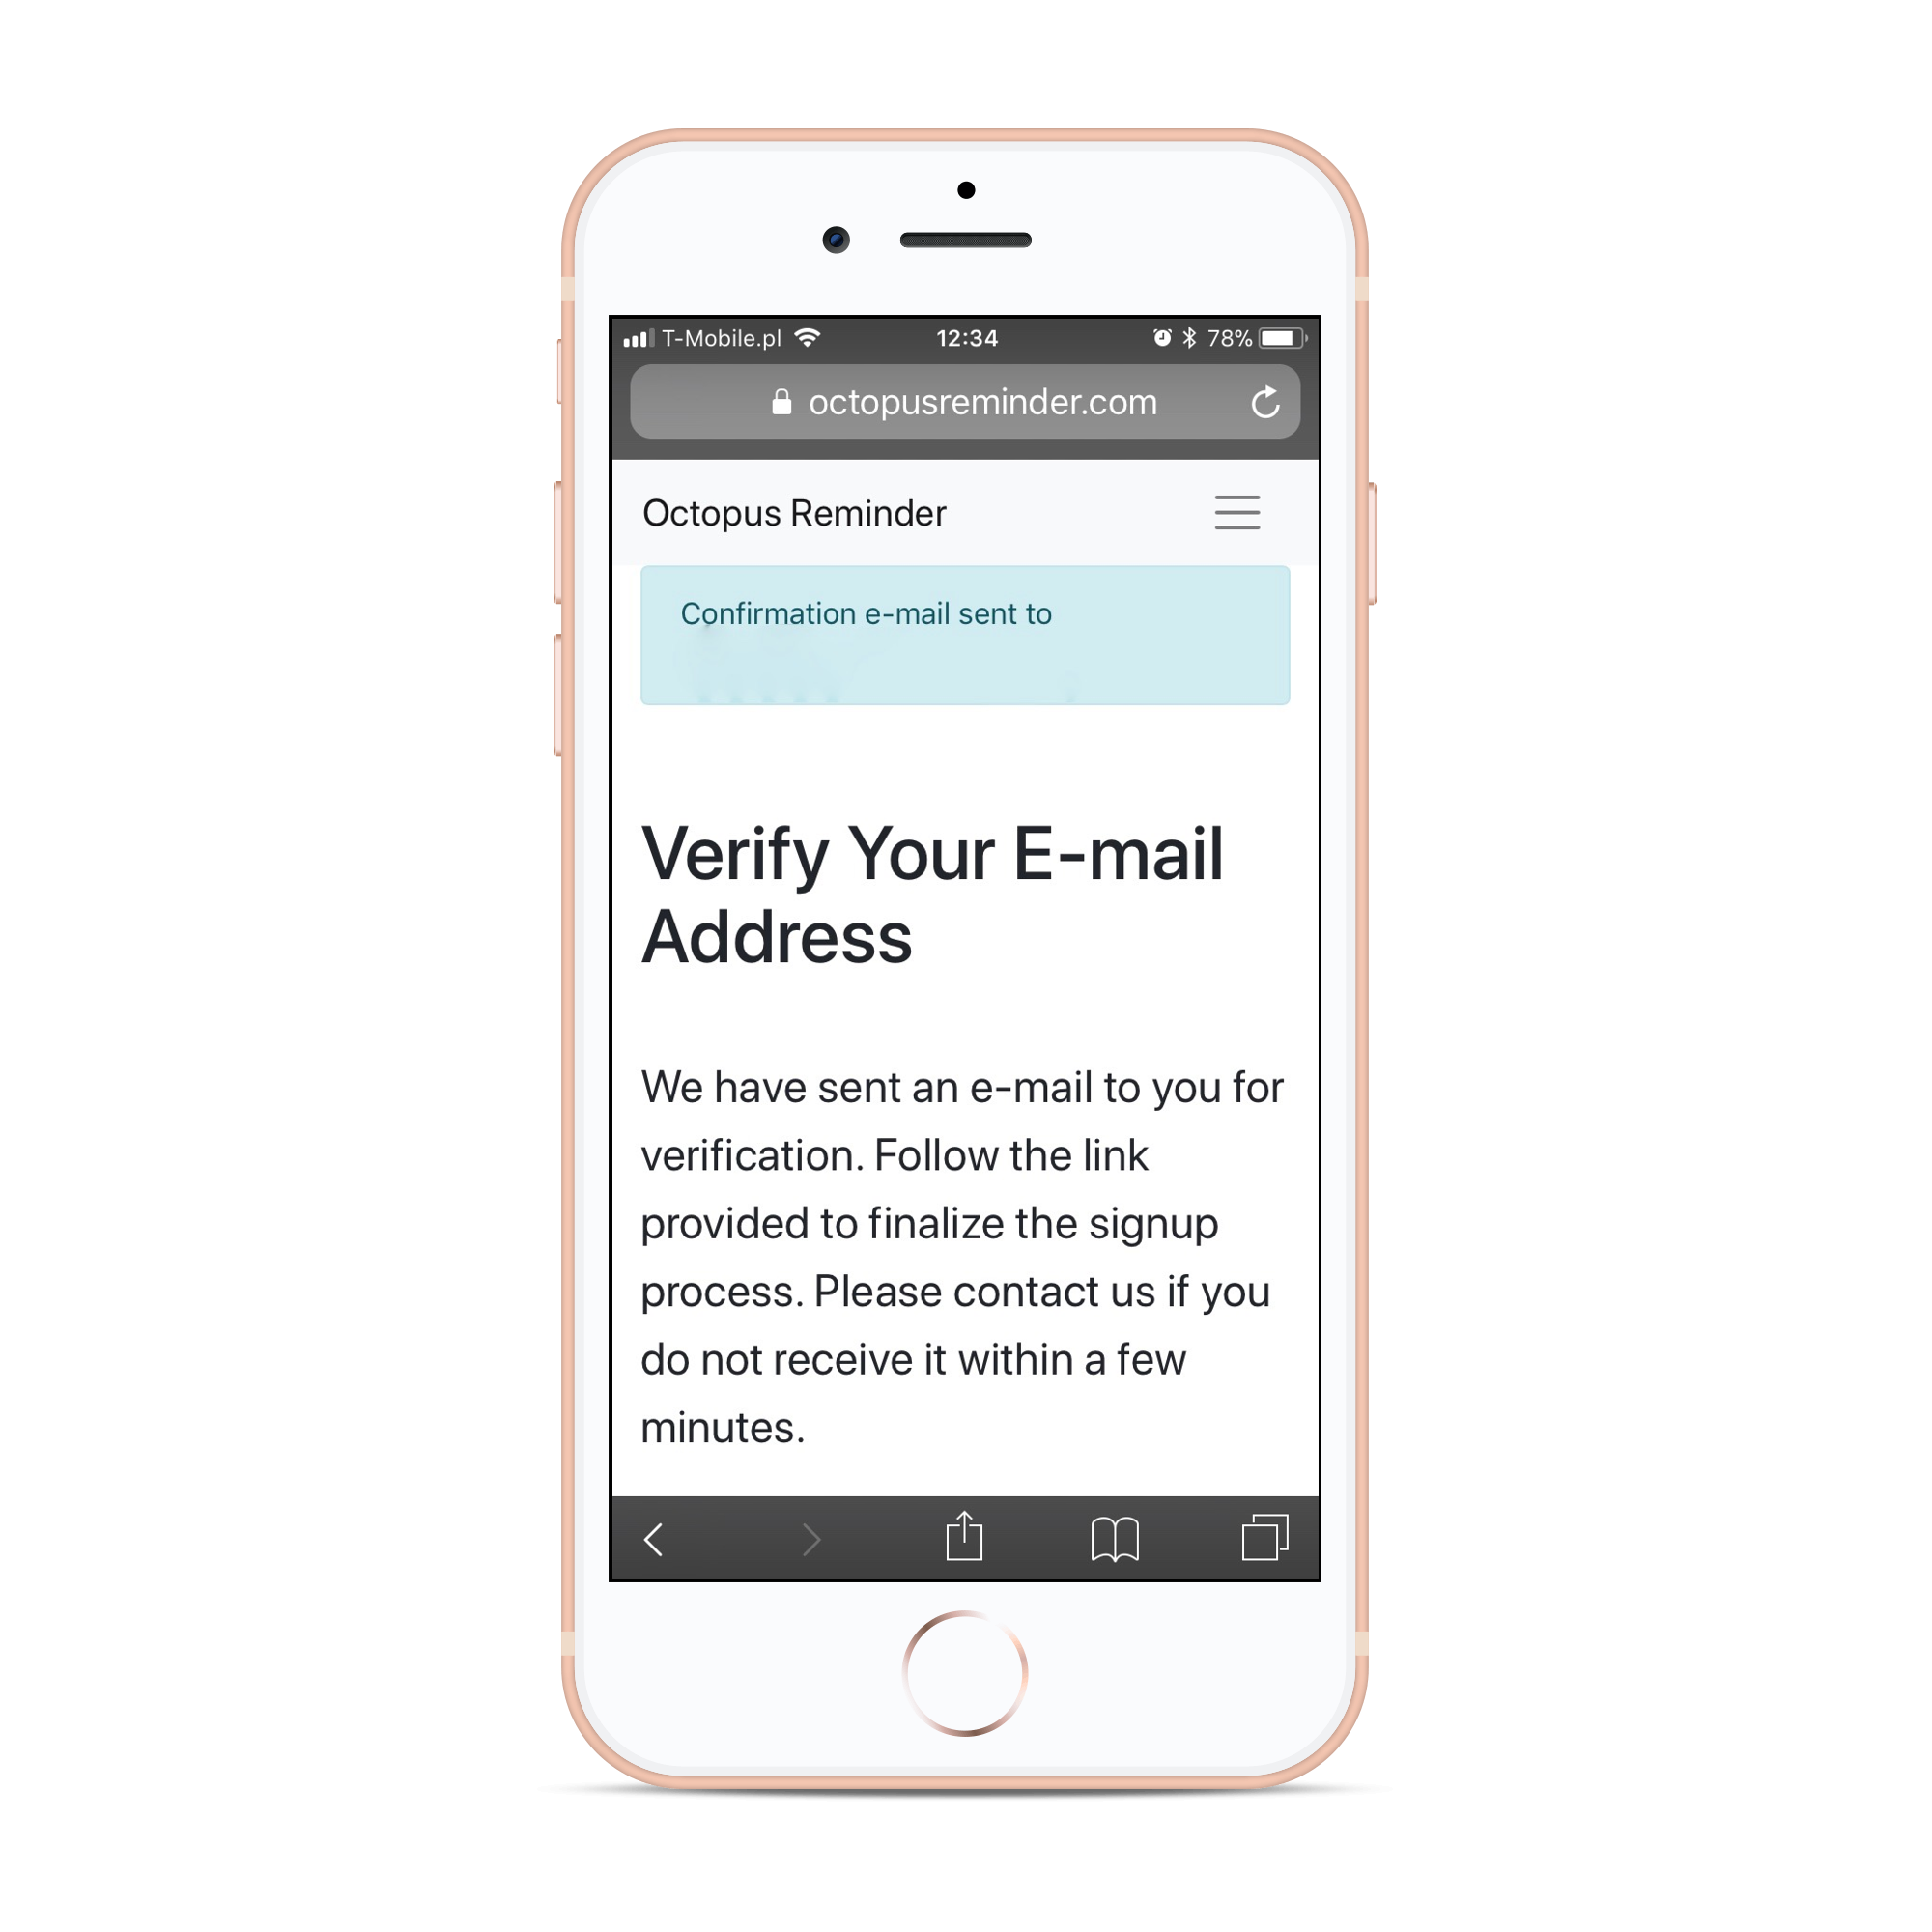 T-Mobile.pl 12:34 78%
octopusreminder.com
Octopus Reminder
Confirmation e-mail sent to
Verify Your E-mail
Address
We have sent an e-mail to you for
verification. Follow the link
provided to finalize the signup
process. Please contact us if you
do not receive it within a few
minutes.